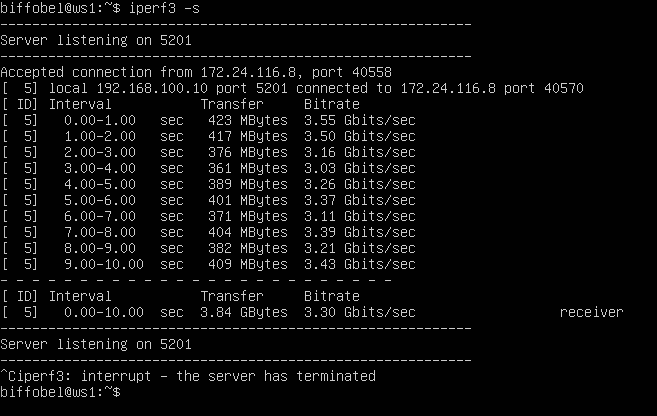 biffobel@ws1:~$ iperf3 -s
-----------------------------------------------------------
Server listening on 5201
-----------------------------------------------------------
Accepted connection from 172.24.116.8, port 40558
[  5] local 192.168.100.10 port 5201 connected to 172.24.116.8 port 40570
[ ID] Interval           Transfer     Bitrate
[  5]   0.00-1.00   sec   423 MBytes  3.55 Gbits/sec
[  5]   1.00-2.00   sec   417 MBytes  3.50 Gbits/sec
[  5]   2.00-3.00   sec   376 MBytes  3.16 Gbits/sec
[  5]   3.00-4.00   sec   361 MBytes  3.03 Gbits/sec
[  5]   4.00-5.00   sec   389 MBytes  3.26 Gbits/sec
[  5]   5.00-6.00   sec   401 MBytes  3.37 Gbits/sec
[  5]   6.00-7.00   sec   371 MBytes  3.11 Gbits/sec
[  5]   7.00-8.00   sec   404 MBytes  3.39 Gbits/sec
[  5]   8.00-9.00   sec   382 MBytes  3.21 Gbits/sec
[  5]   9.00-10.00  sec   409 MBytes  3.43 Gbits/sec
- - - - - - - - - - - - - - - - - - - - - - - - -
[ ID] Interval           Transfer     Bitrate
[  5]   0.00-10.00  sec  3.84 GBytes  3.30 Gbits/sec                  receiver
-----------------------------------------------------------
Server listening on 5201
-----------------------------------------------------------
^Ciperf3: interrupt - the server has terminated
biffobel@ws1:~$